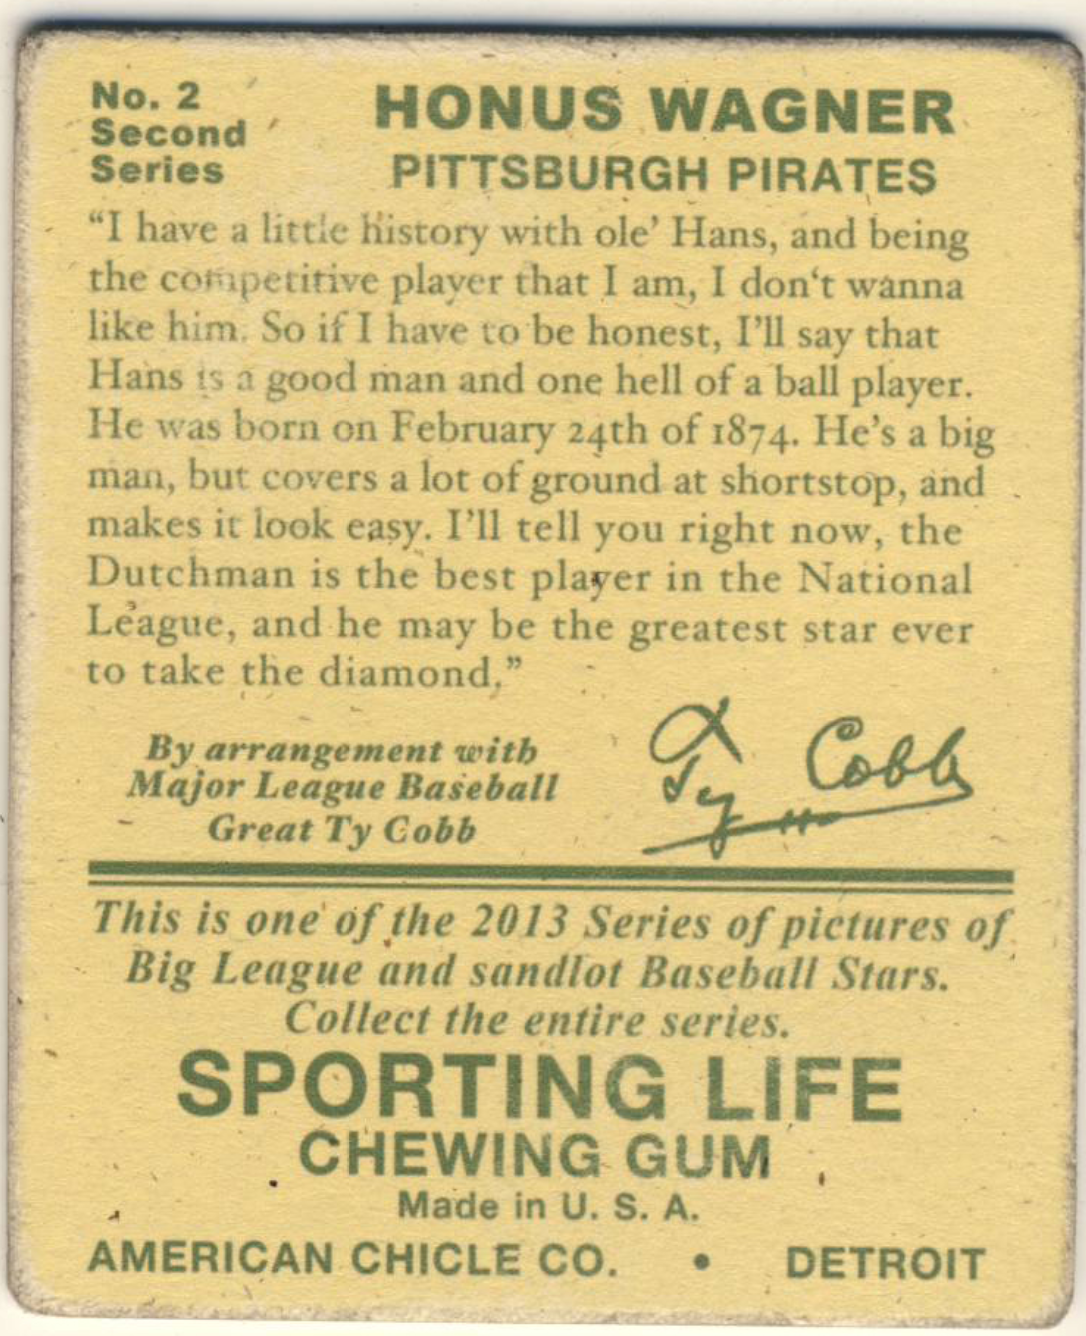 No. 2
Second
Series
HONUS WAGNER
PITTSBURGH PIRATES
“I have a little history with ole’ Hans, and being
the competitive player that I am, I don‘t wanna
like him. So if I have to be honest, I’ll say that
Hans is a good man and one hell of a ball player.
He was born on February 24th of 1874. He’s a big
man, but covers a lot of ground at shortstop, and
makes it look easy. I’ll tell you right now, the
Dutchman is the best player in the National
League, and he may be the greatest star ever
to take the diamond.”
By arrangement with
Major League Baseball
Great Ty Cobb
Ty Cobb
This is one of the 2013 Series of pictures of
Big League and sandlot Baseball Stars.
Collect the entire series.
SPORTING LIFE
CHEWING GUM
Made in U. S. A.
AMERICAN CHICLE CO. • DETROIT